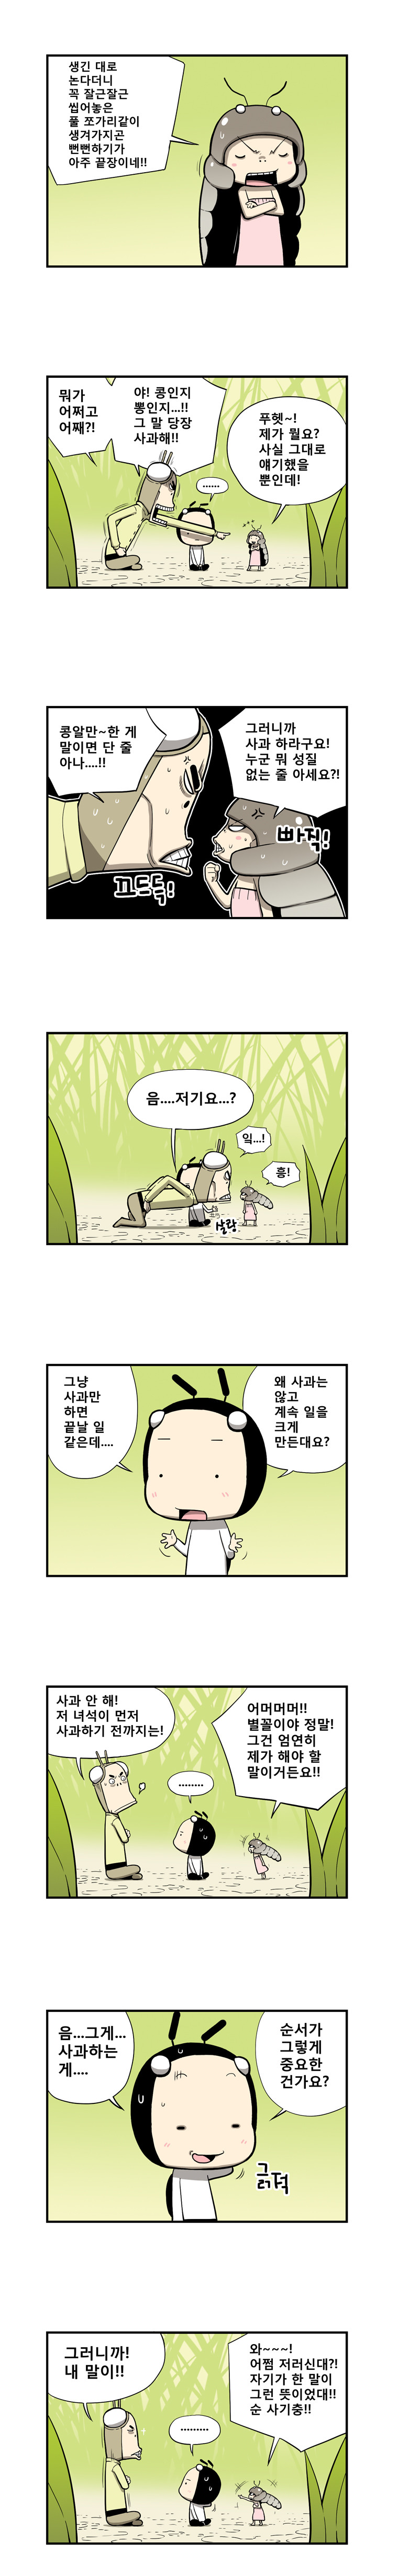 생긴 대로
논다더니
꼭 잘근잘근
씹어놓은
풀 쪼가리같이
생겨가지곤
뻔뻔하기가
아주 끝장이네!!
뭐가
어쩌고
어째?!
야! 콩인지
뽕인지...!!
그 말 당장
사과해!!
......
푸헷~!
제가 뭘요?
사실 그대로
얘기했을
뿐인데!
콩알만~한 게
말이면 단 줄
아나....!!
그러니까
사과 하라구요!
누군 뭐 성질
없는 줄 아세요?!
빠직!
끄드득!
음....저기요...?
잌...!
흥!
살랑
그냥
사과만
하면
끝날 일
같은데....
왜 사과는
않고
계속 일을
크게
만든대요?
사과 안 해!
저 녀석이 먼저
사과하기 전까지는!
........
어머머머!!
별꼴이야 정말!
그건 엄연히
제가 해야 할
말이거든요!!
음...그게...
사과하는
게....
순서가
그렇게
중요한
건가요?
긁적
그러니까!
내 말이!!
.........
와~~~!
어쩜 저러신대?!
자기가 한 말이
그런 뜻이었대!!
순 사기충!!